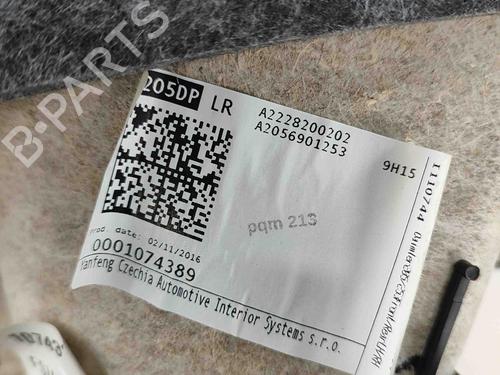 B-PARTS
205DP LR
A2228200202
A2056901253
9H15
pqm 213
Prod. date: 02/11/2016
0001074389
Yanfeng Czechia Automotive Interior Systems s.r.o.
1110744